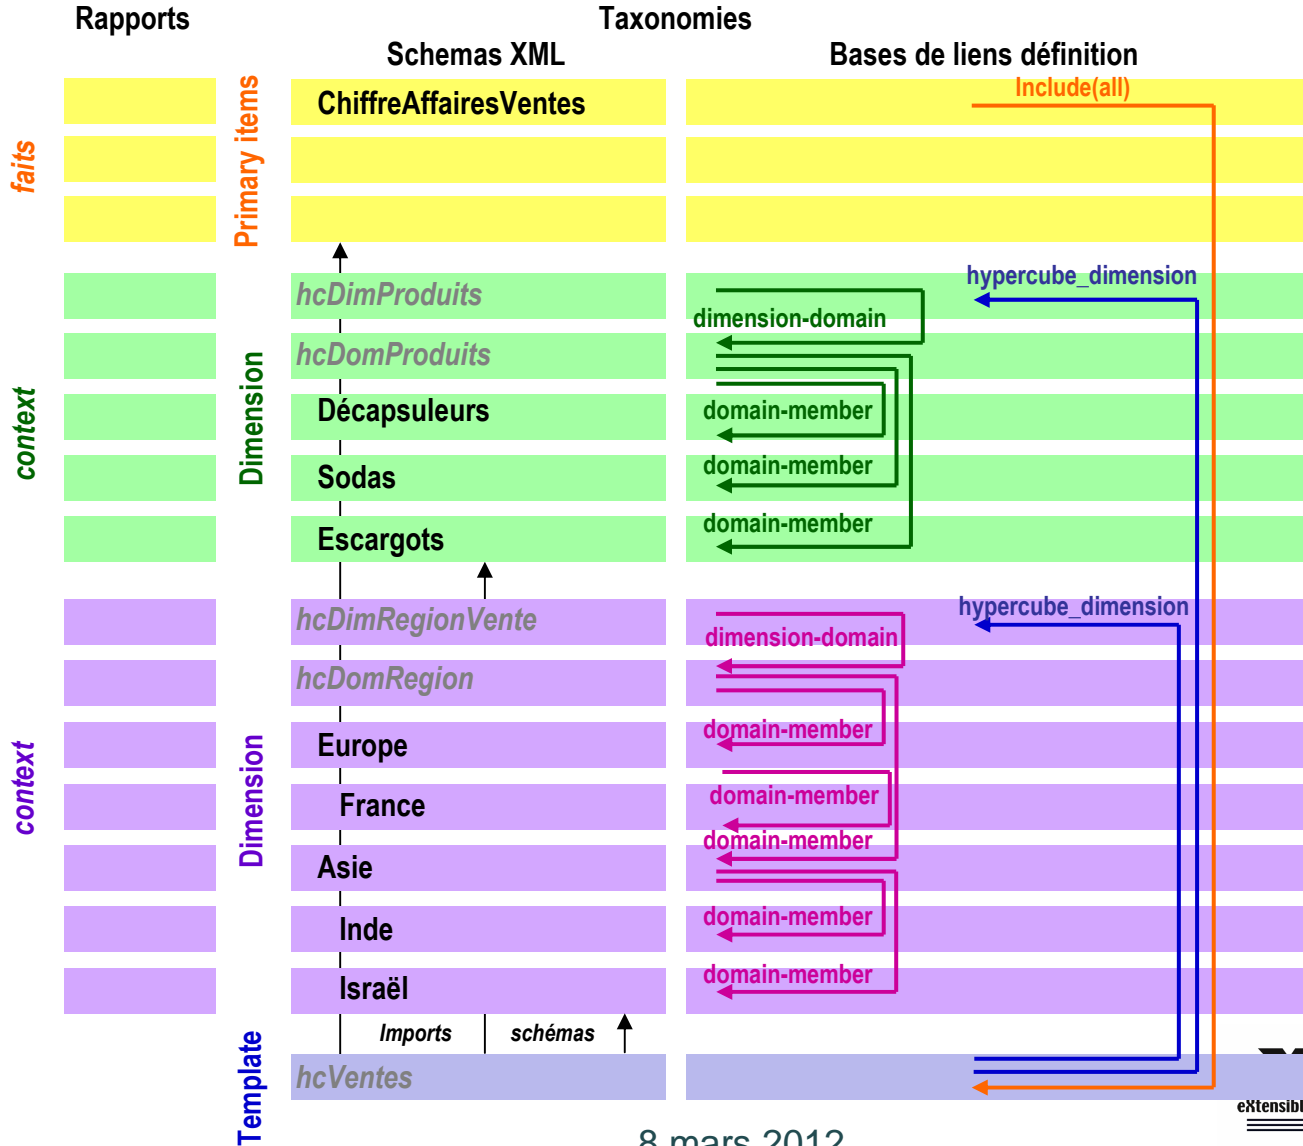 Rapports
Taxonomies
Schemas XML
Bases de liens définition
faits
Primary items
ChiffreAffairesVentes
Include(all)
context
Dimension
hcDimProduits
hypercube_dimension
dimension-domain
hcDomProduits
Décapsuleurs
domain-member
Sodas
domain-member
Escargots
domain-member
context
Dimension
hcDimRegionVente
hypercube_dimension
dimension-domain
hcDomRegion
Europe
domain-member
France
domain-member
domain-member
Asie
Inde
domain-member
Israël
domain-member
Imports
schémas
Template
hcVentes
eXtensibl
8 mars 2012